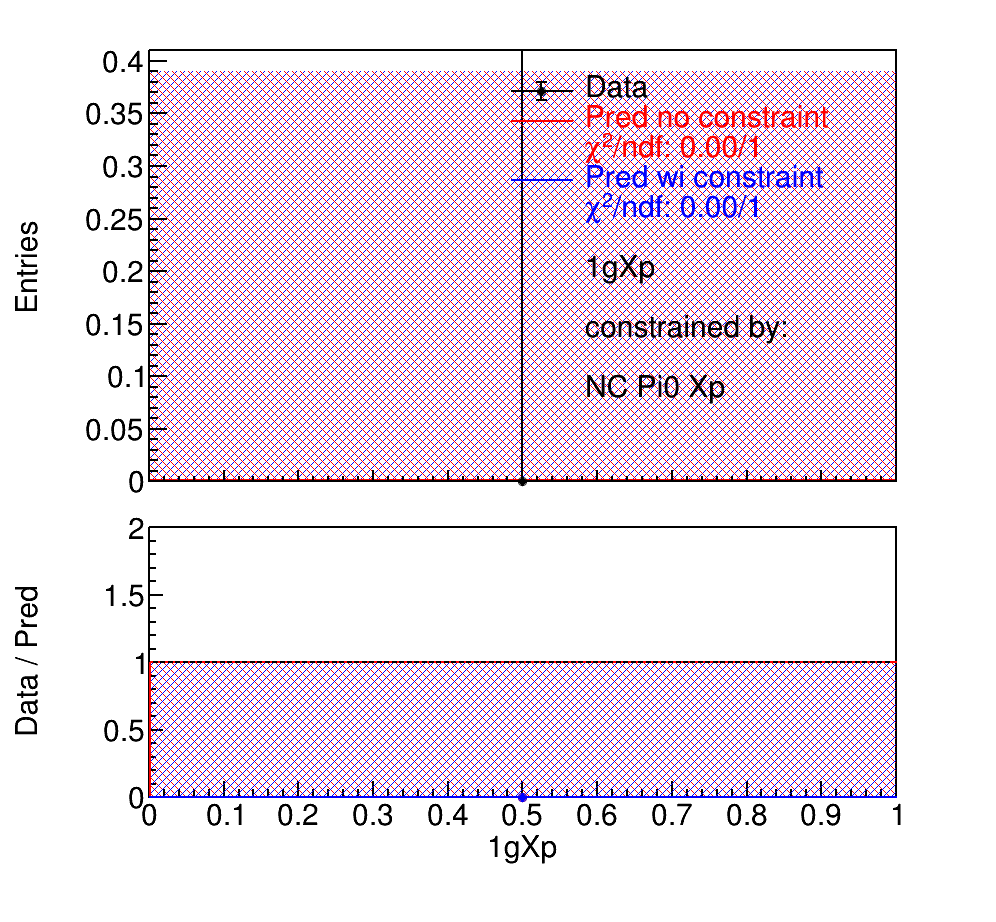 Entries
0.4
0.35
0.3
0.25
0.2
0.15
0.1
0.05
0
Data
Pred no constraint
χ²/ndf: 0.00/1
Pred wi constraint
χ²/ndf: 0.00/1
1gXp
constrained by:
NC Pi0 Xp
Data / Pred
2
1.5
1
0.5
0
0 0.1 0.2 0.3 0.4 0.5 0.6 0.7 0.8 0.9 1
1gXp